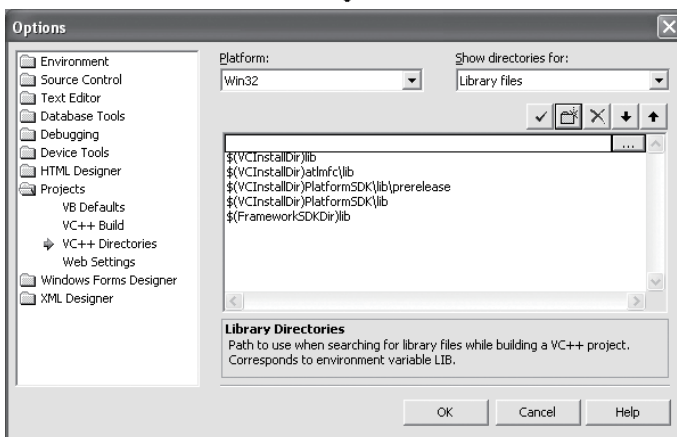 Options
Environment
Source Control
Text Editor
Database Tools
Debugging
Device Tools
HTML Designer
Projects
VB Defaults
VC++ Build
VC++ Directories
Web Settings
Windows Forms Designer
XML Designer
Platform:
Win32
Show directories for:
Library files
...
$(VCInstallDir)lib
$(VCInstallDir)atlmfc\lib
$(VCInstallDir)PlatformSDK\lib\prerelease
$(VCInstallDir)PlatformSDK\lib
$(FrameworkSDKDir)lib
Library Directories
Path to use when searching for library files while building a VC++ project.
Corresponds to environment variable LIB.
OK
Cancel
Help